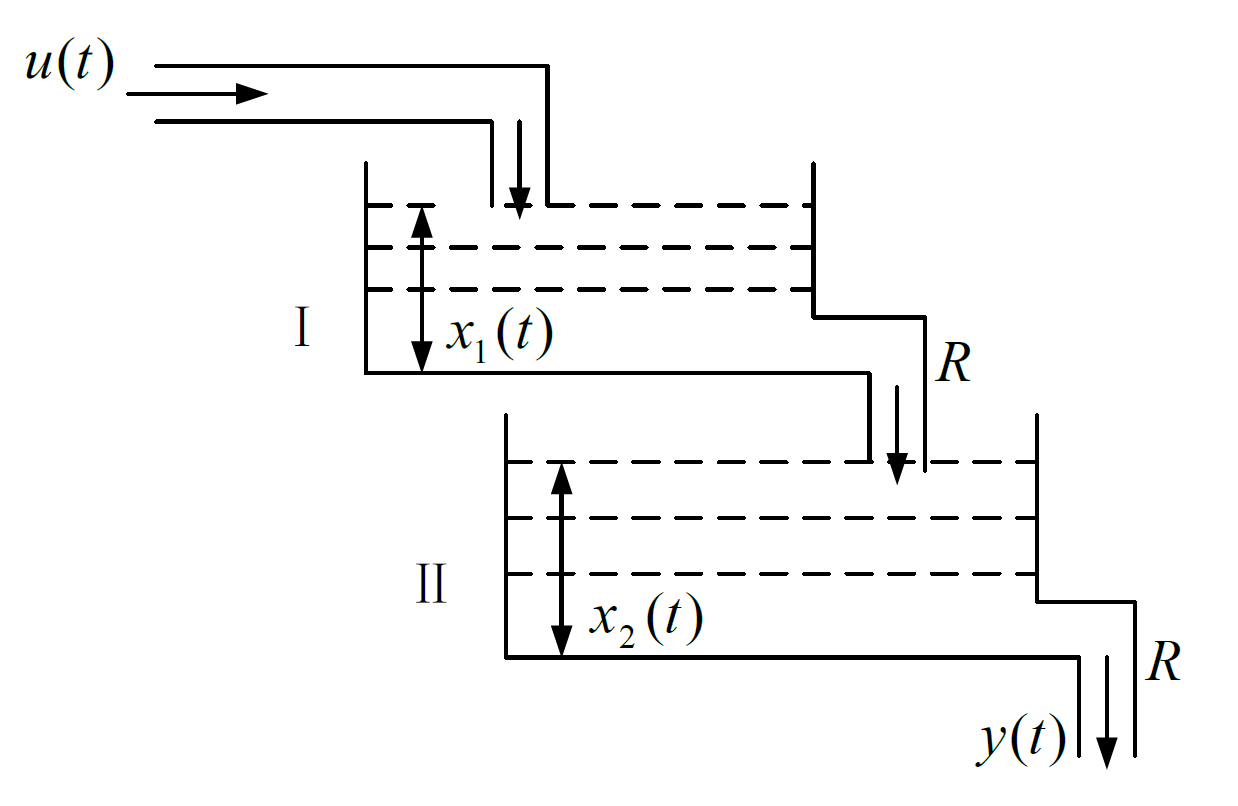 u(t)
I
x₁(t)
R
II
x₂(t)
R
y(t)